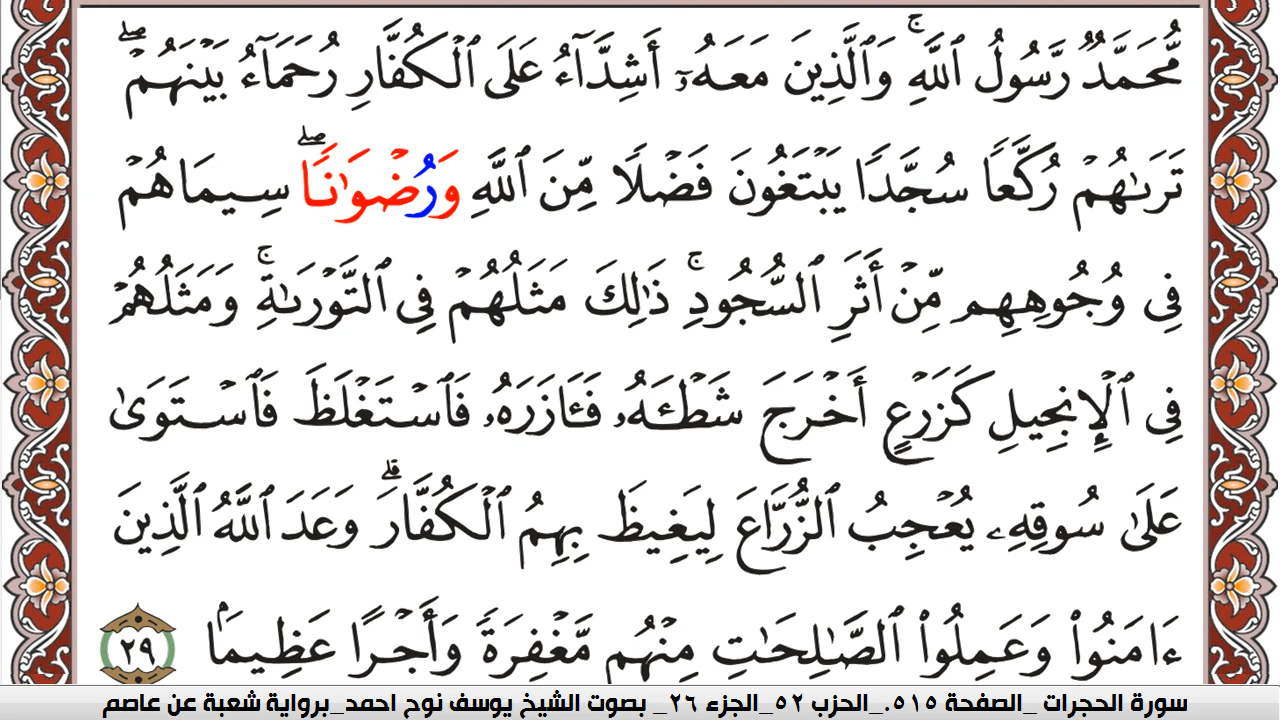 مُّحَمَّدٌ رَّسُولُ ٱللَّهِۚ وَٱلَّذِينَ مَعَهُۥٓ أَشِدَّآءُ عَلَى ٱلۡكُفَّارِ رُحَمَآءُ بَيۡنَهُمۡۖ
تَرَىٰهُمۡ رُكَّعٗا سُجَّدٗا يَبۡتَغُونَ فَضۡلٗا مِّنَ ٱللَّهِ وَرُضۡوَٰنٗاۖ سِيمَاهُمۡ
فِي وُجُوهِهِم مِّنۡ أَثَرِ ٱلسُّجُودِۚ ذَٰلِكَ مَثَلُهُمۡ فِي ٱلتَّوۡرَىٰةِۚ وَمَثَلُهُمۡ
فِي ٱلۡإِنجِيلِ كَزَرۡعٍ أَخۡرَجَ شَطۡـَٔهُۥ فَـَٔازَرَهُۥ فَٱسۡتَغۡلَظَ فَٱسۡتَوَىٰ
عَلَىٰ سُوقِهِۦ يُعۡجِبُ ٱلزُّرَّاعَ لِيَغِيظَ بِهِمُ ٱلۡكُفَّارَۗ وَعَدَ ٱللَّهُ ٱلَّذِينَ
ءَامَنُواْ وَعَمِلُواْ ٱلصَّٰلِحَٰتِ مِنۡهُم مَّغۡفِرَةٗ وَأَجۡرًا عَظِيمَۢا ٢٩
سورة الحجرات _الصفحة ٥١٥._الحزب ٥٢_الجزء ٢٦_ بصوت الشيخ يوسف نوح احمد_برواية شعبة عن عاصم